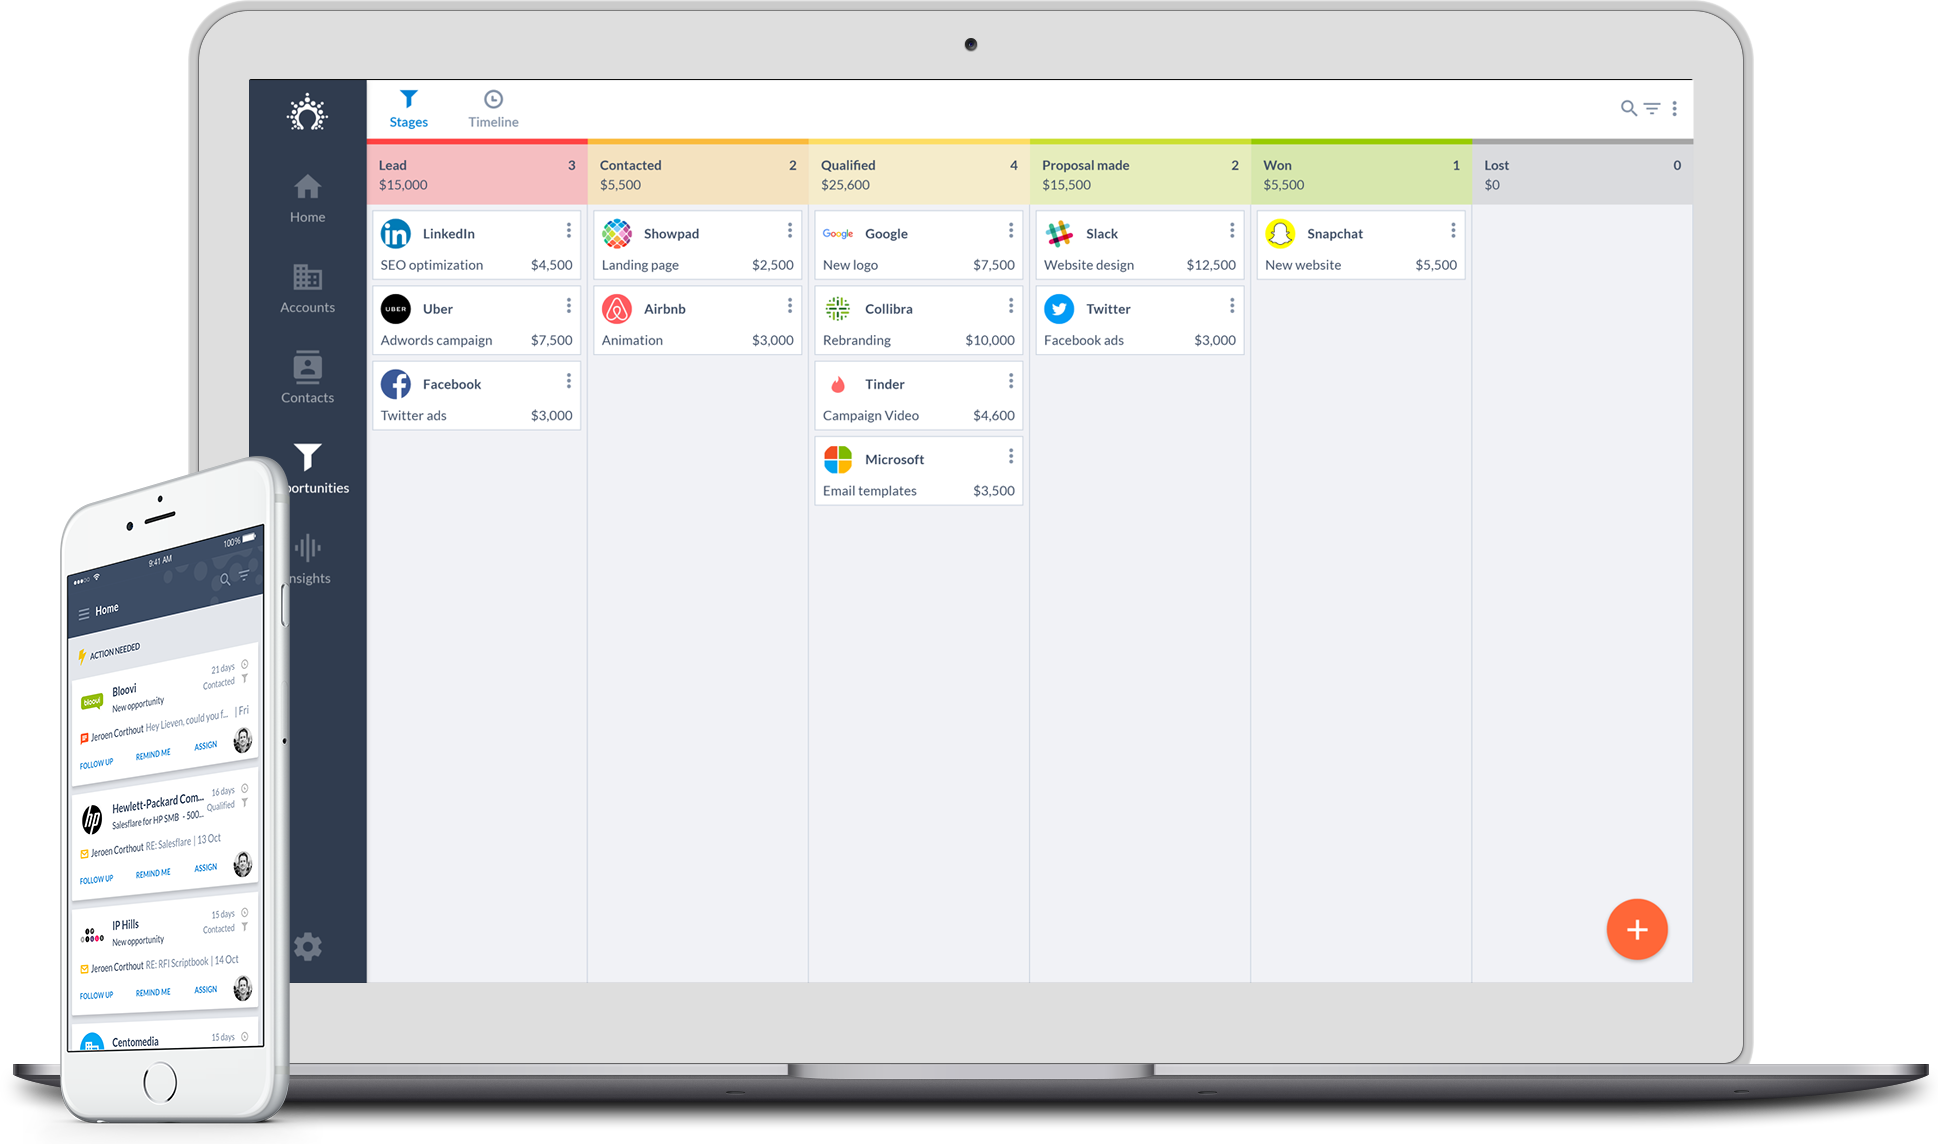 Stages
Timeline
Lead 3
$15,000
Contacted 2
$5,500
Qualified 4
$25,600
Proposal made 2
$15,500
Won 1
$5,500
Lost 0
$0
Home
Accounts
Contacts
portunities
nsights
LinkedIn
SEO optimization $4,500
UBER
Uber
Adwords campaign $7,500
Facebook
Twitter ads $3,000
Showpad
Landing page $2,500
Airbnb
Animation $3,000
Google Google
New logo $7,500
Collibra
Rebranding $10,000
Tinder
Campaign Video $4,600
Microsoft
Email templates $3,500
Slack
Website design $12,500
Twitter
Facebook ads $3,000
Snapchat
New website $5,500
9:41 AM 100%
Home
ACTION NEEDED
bloovi
Bloovi 21 days
New opportunity Contacted
Jeroen Corthout Hey Lieven, could you f... | Fri
FOLLOW UP REMIND ME ASSIGN
hp
Hewlett-Packard Com... 16 days
Salesflare for HP SMB - 500... Qualified
Jeroen Corthout RE: Salesflare | 13 Oct
FOLLOW UP REMIND ME ASSIGN
IP Hills 15 days
New opportunity Contacted
Jeroen Corthout RE: RFI Scriptbook | 14 Oct
FOLLOW UP REMIND ME ASSIGN
Centomedia 15 days